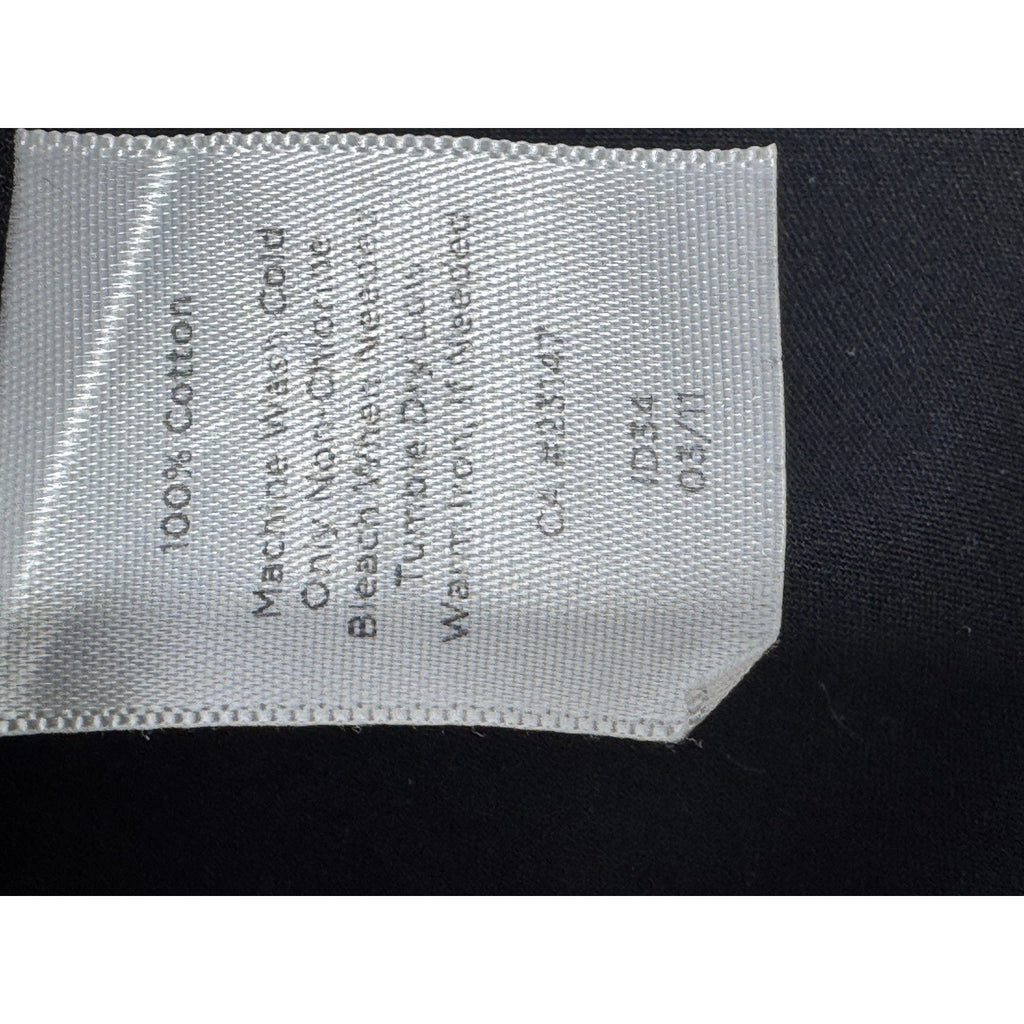 100% Cotton
Machine Wash Cold
Only Non-Chlorine
Bleach When Needed
Tumble Dry Low
Warm Iron, If Needed
CA #33147
ID34
03/11